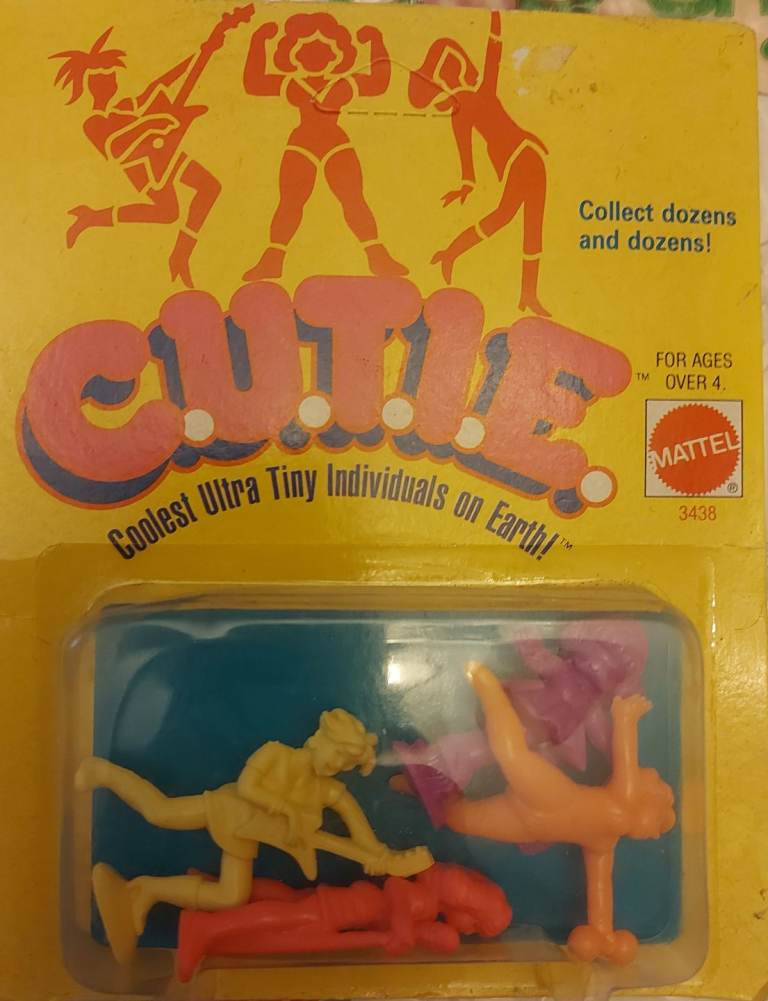 Collect dozens
and dozens!
C.U.T.I.E.
TM
FOR AGES
OVER 4.
MATTEL
®
3438
Coolest Ultra Tiny Individuals on Earth!™